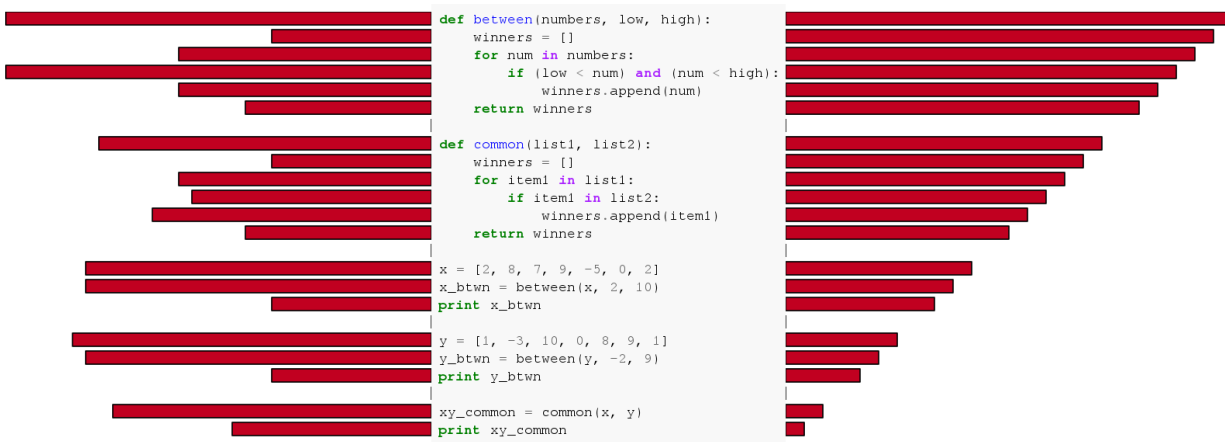 def between(numbers, low, high):
    winners = []
    for num in numbers:
        if (low < num) and (num < high):
            winners.append(num)
    return winners
def common(list1, list2):
    winners = []
    for item1 in list1:
        if item1 in list2:
            winners.append(item1)
    return winners
x = [2, 8, 7, 9, -5, 0, 2]
x_btwn = between(x, 2, 10)
print x_btwn
y = [1, -3, 10, 0, 8, 9, 1]
y_btwn = between(y, -2, 9)
print y_btwn
xy_common = common(x, y)
print xy_common